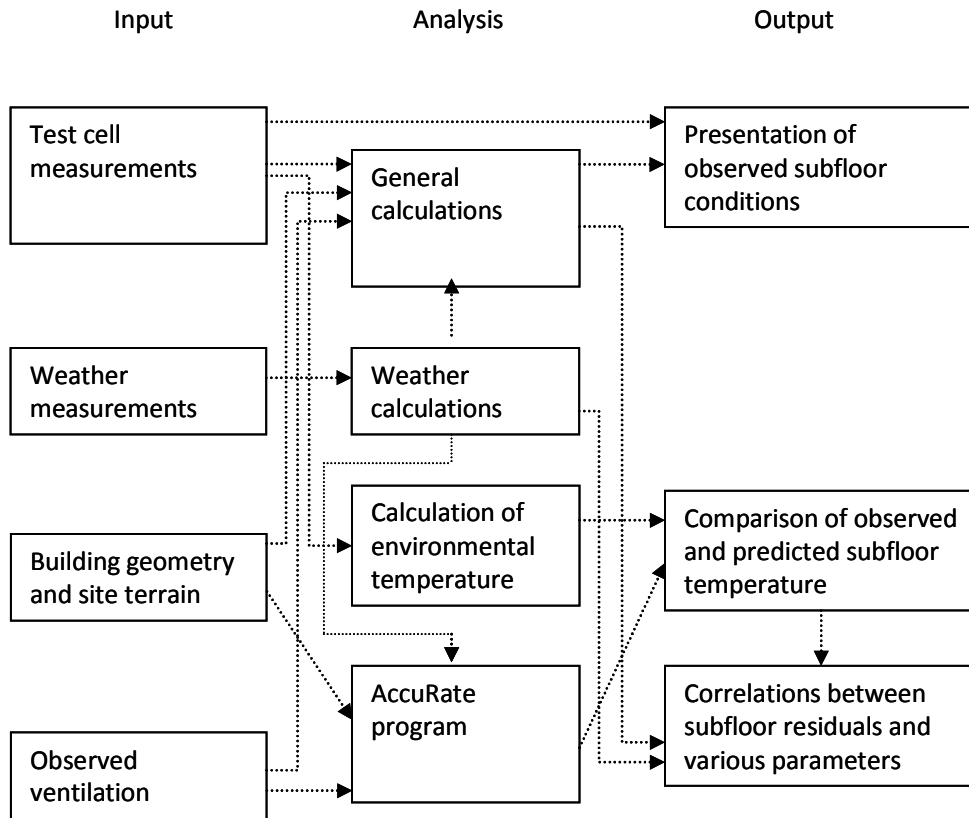 Input
Analysis
Output
Test cell
measurements
General
calculations
Presentation of
observed subfloor
conditions
Weather
measurements
Weather
calculations
Building geometry
and site terrain
Calculation of
environmental
temperature
Comparison of observed
and predicted subfloor
temperature
Observed
ventilation
AccuRate
program
Correlations between
subfloor residuals and
various parameters